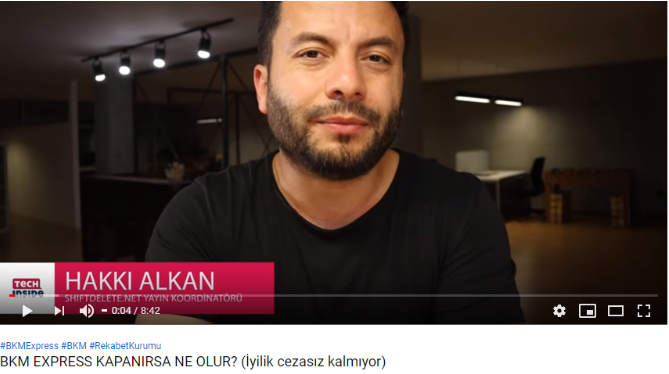 TECH
INSIDE
HAKKI ALKAN
SHIFTDELETE.NET YAYIN KOORDİNATÖRÜ
0:04 / 8:42
#BKMExpress #BKM #RekabetKurumu
BKM EXPRESS KAPANIRSA NE OLUR? (İyilik cezasız kalmıyor)